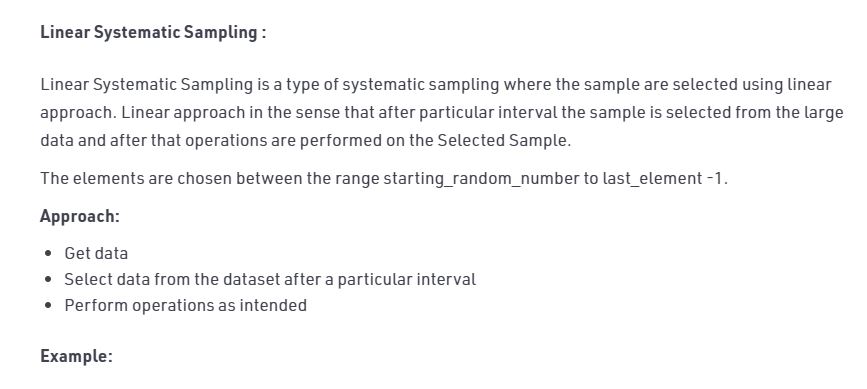 Linear Systematic Sampling :
Linear Systematic Sampling is a type of systematic sampling where the sample are selected using linear
approach. Linear approach in the sense that after particular interval the sample is selected from the large
data and after that operations are performed on the Selected Sample.
The elements are chosen between the range starting_random_number to last_element -1.
Approach:
• Get data
• Select data from the dataset after a particular interval
• Perform operations as intended
Example: